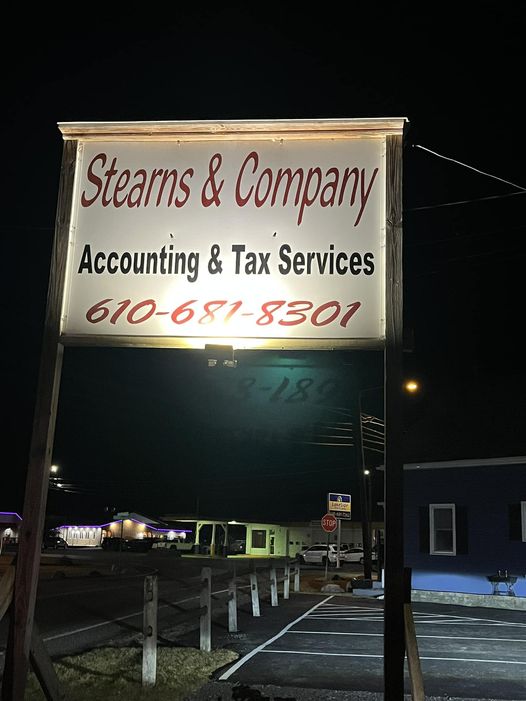 Stearns & Company
Accounting & Tax Services
610-681-8301
STOP